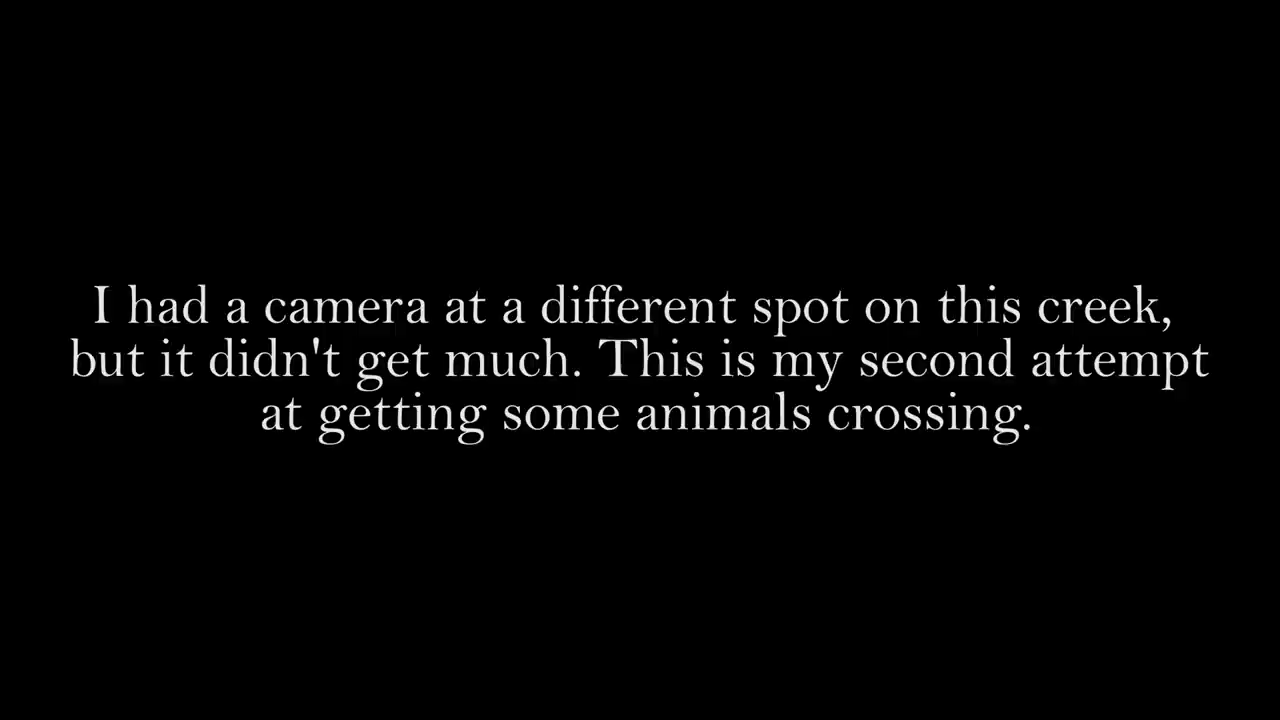 I had a camera at a different spot on this creek,
but it didn't get much. This is my second attempt
at getting some animals crossing.